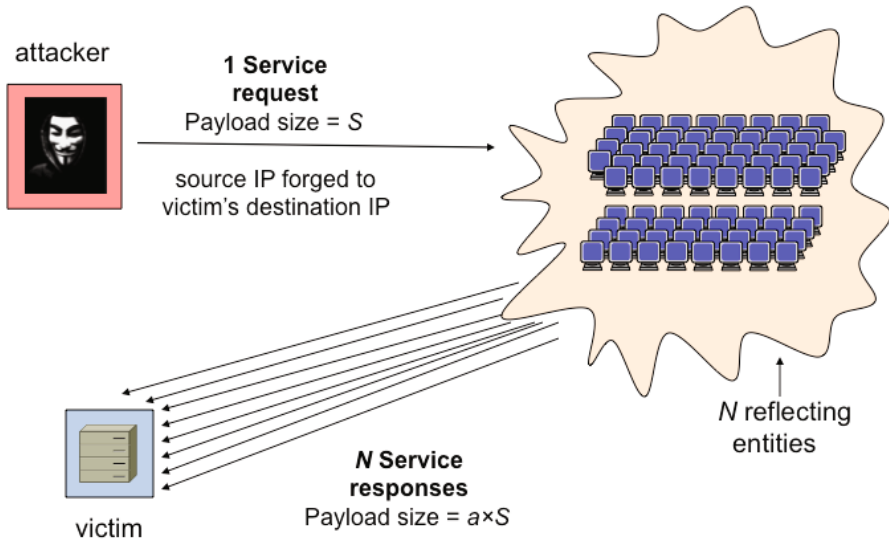 attacker
1 Service
request
Payload size = S
source IP forged to
victim's destination IP
N reflecting
entities
N Service
responses
Payload size = a×S
victim